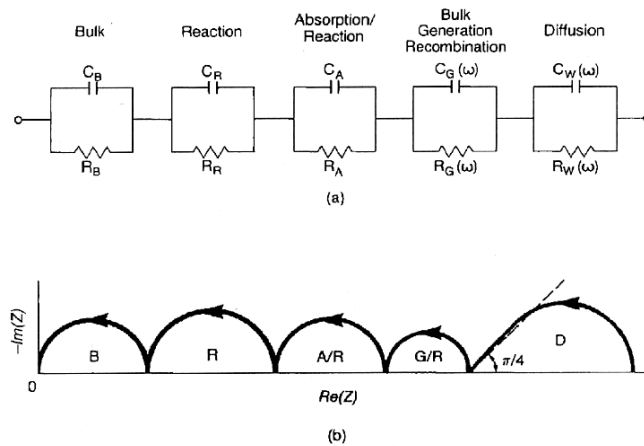 Bulk
Reaction
Absorption/
Reaction
Bulk
Generation
Recombination
Diffusion
C_B
C_R
C_A
C_G(ω)
C_W(ω)
R_B
R_R
R_A
R_G(ω)
R_W(ω)
(a)
–Im(Z)
B
R
A/R
G/R
D
π/4
0
Re(Z)
(b)